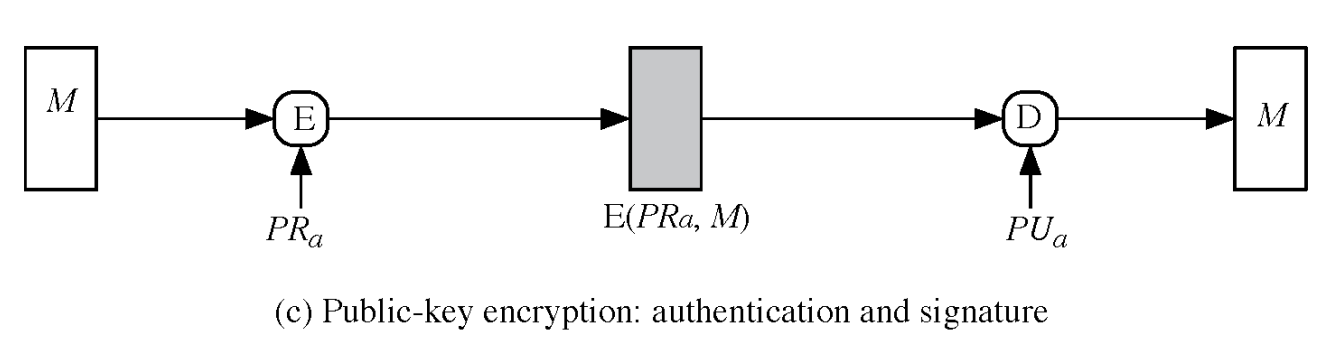 M
E
D
M
PRa
E(PRa, M)
PUa
(c) Public-key encryption: authentication and signature